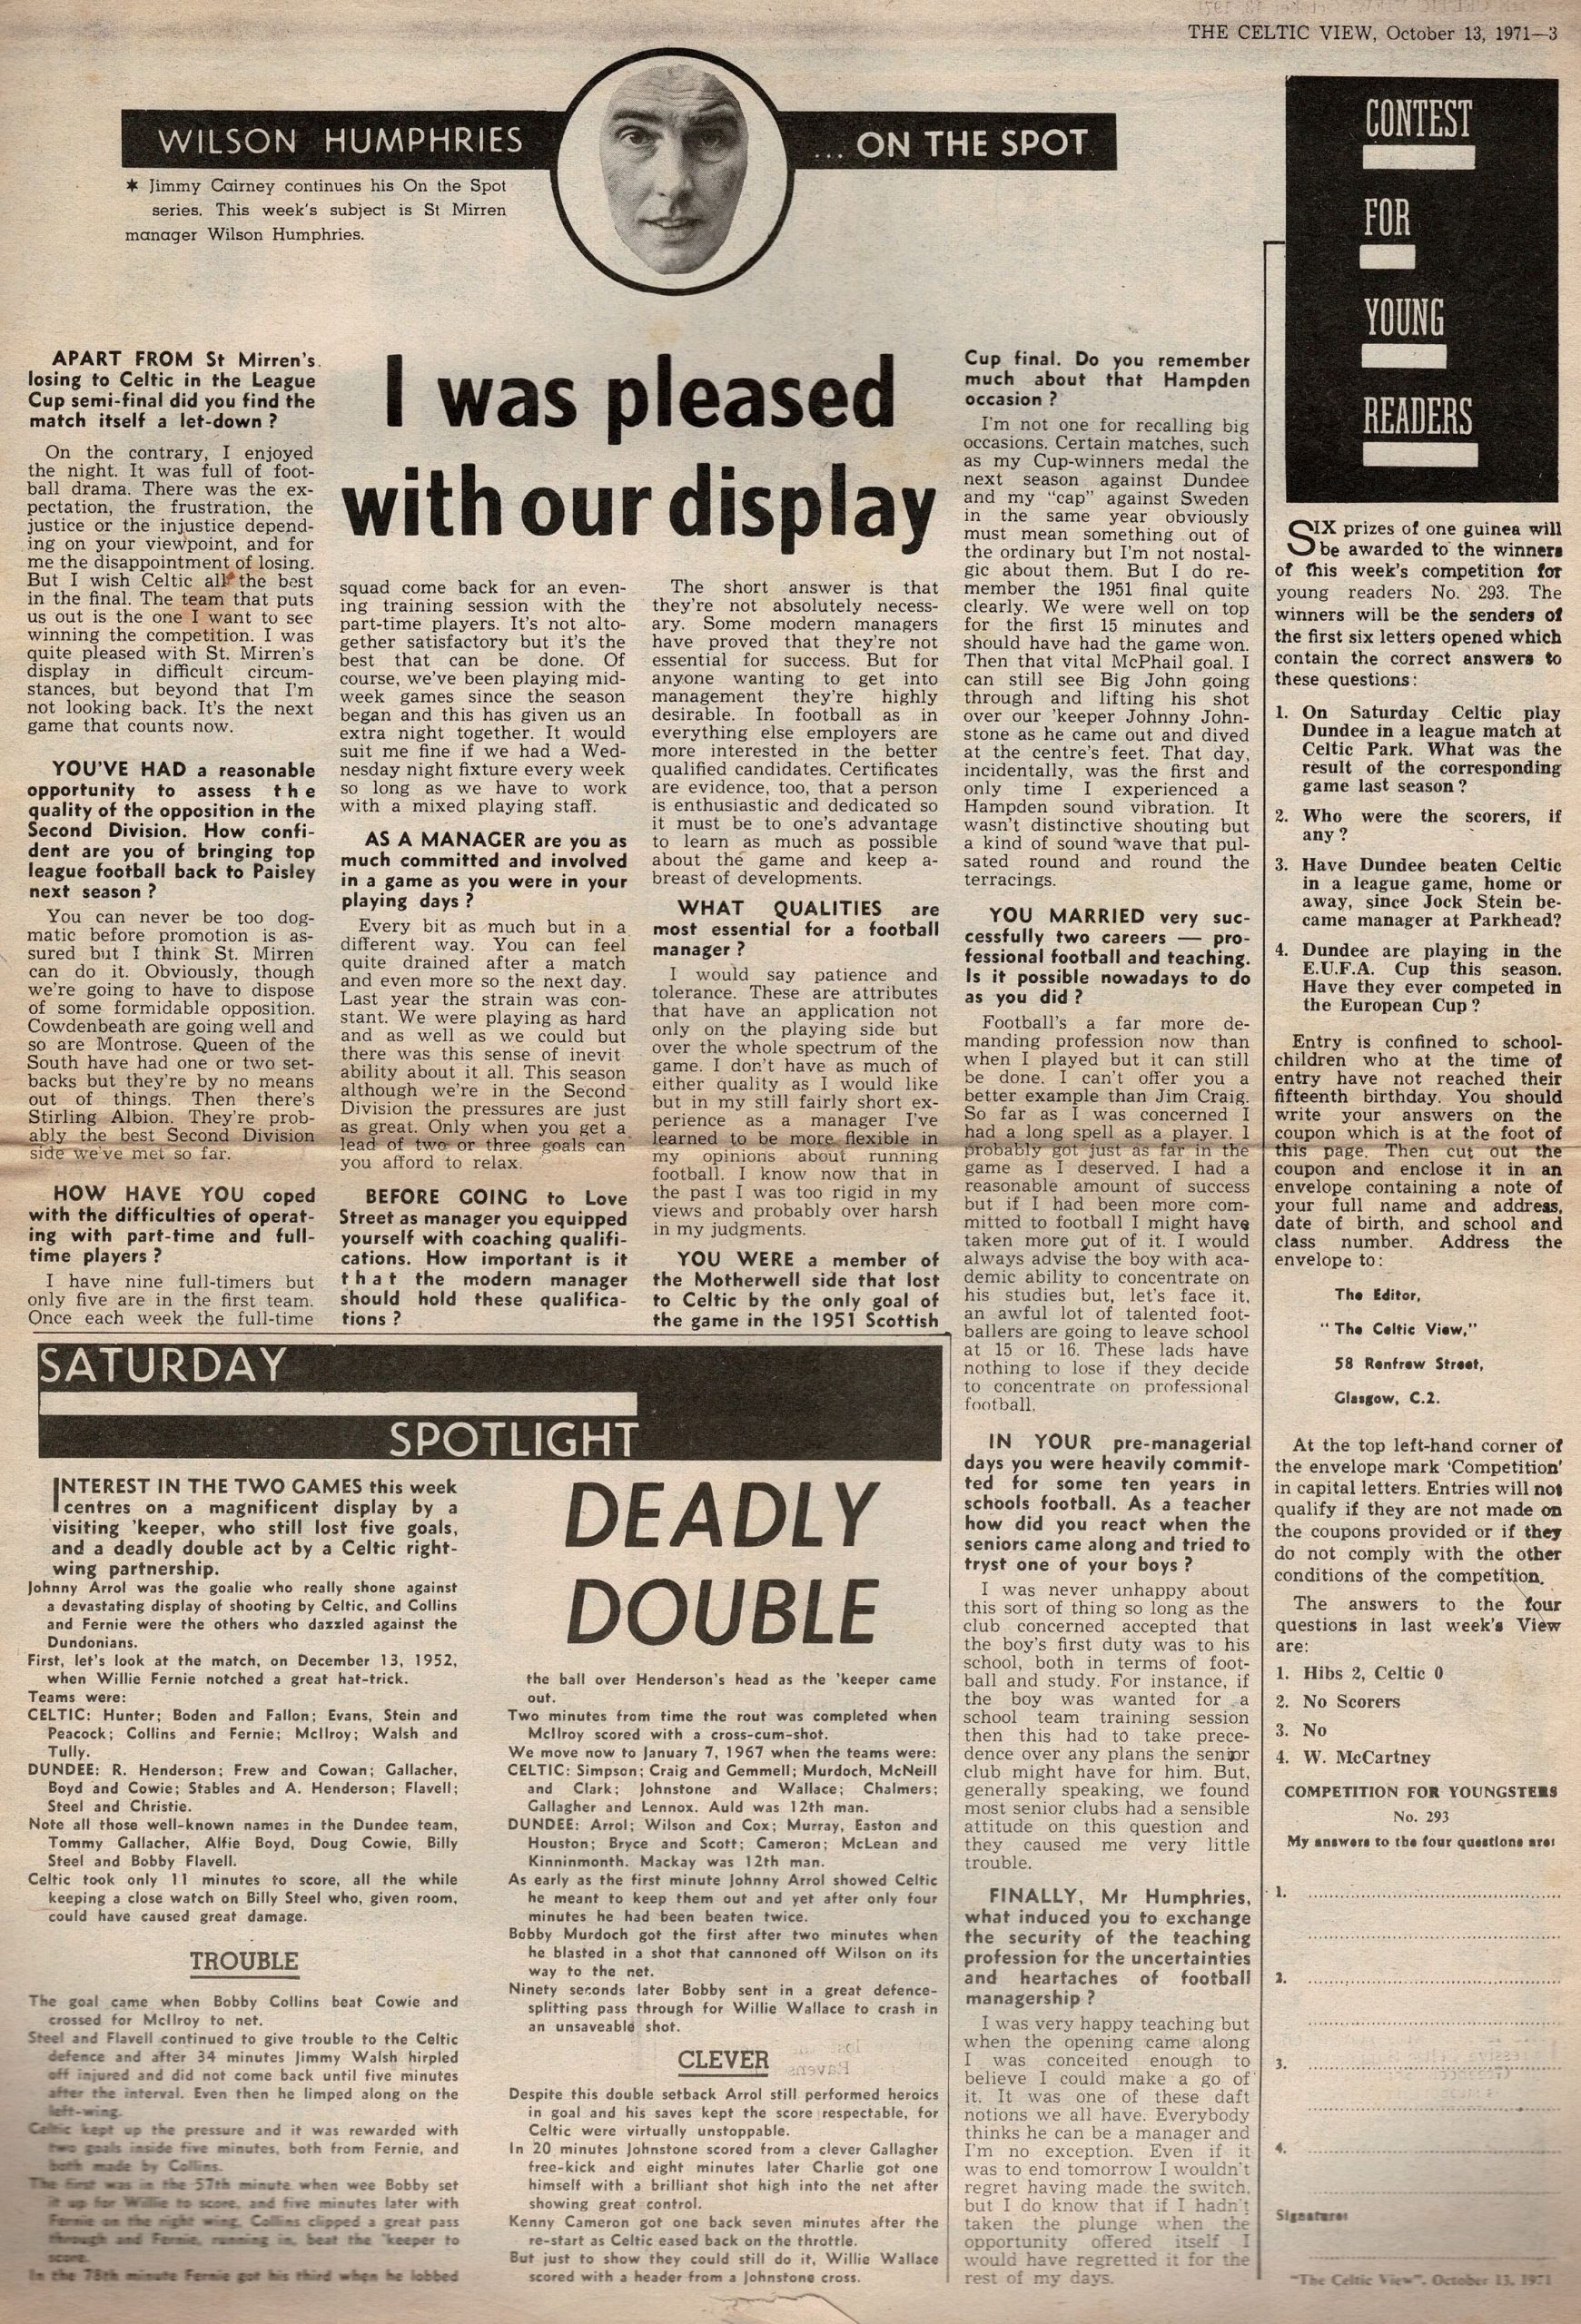 THE CELTIC VIEW, October 13, 1971—3
WILSON HUMPHRIES
... ON THE SPOT
★ Jimmy Cairney continues his On the Spot
series. This week's subject is St Mirren
manager Wilson Humphries.
I was pleased
with our display
APART FROM St Mirren's
losing to Celtic in the League
Cup semi-final did you find the
match itself a let-down ?
On the contrary, I enjoyed
the night. It was full of foot-
ball drama. There was the ex-
pectation, the frustration, the
justice or the injustice depend-
ing on your viewpoint, and for
me the disappointment of losing.
But I wish Celtic all the best
in the final. The team that puts
us out is the one I want to see
winning the competition. I was
quite pleased with St. Mirren's
display in difficult circum-
stances, but beyond that I'm
not looking back. It's the next
game that counts now.
YOU'VE HAD a reasonable
opportunity to assess the
quality of the opposition in the
Second Division. How confi-
dent are you of bringing top
league football back to Paisley
next season ?
You can never be too dog-
matic before promotion is as-
sured but I think St. Mirren
can do it. Obviously, though
we're going to have to dispose
of some formidable opposition.
Cowdenbeath are going well and
so are Montrose. Queen of the
South have had one or two set-
backs but they're by no means
out of things. Then there's
Stirling Albion. They're prob-
ably the best Second Division
side we've met so far.
HOW HAVE YOU coped
with the difficulties of operat-
ing with part-time and full-
time players ?
I have nine full-timers but
only five are in the first team.
Once each week the full-time
squad come back for an even-
ing training session with the
part-time players. It's not alto-
gether satisfactory but it's the
best that can be done. Of
course, we've been playing mid-
week games since the season
began and this has given us an
extra night together. It would
suit me fine if we had a Wed-
nesday night fixture every week
so long as we have to work
with a mixed playing staff.
AS A MANAGER are you as
much committed and involved
in a game as you were in your
playing days ?
Every bit as much but in a
different way. You can feel
quite drained after a match
and even more so the next day.
Last year the strain was con-
stant. We were playing as hard
and as well as we could but
there was this sense of inevit
ability about it all. This season
although we're in the Second
Division the pressures are just
as great. Only when you get a
lead of two or three goals can
you afford to relax.
BEFORE GOING to Love
Street as manager you equipped
yourself with coaching qualifi-
cations. How important is it
that the modern manager
should hold these qualifica-
tions ?
The short answer is that
they're not absolutely necess-
ary. Some modern managers
have proved that they're not
essential for success. But for
anyone wanting to get into
management they're highly
desirable. In football as in
everything else employers are
more interested in the better
qualified candidates. Certificates
are evidence, too, that a person
is enthusiastic and dedicated so
it must be to one's advantage
to learn as much as possible
about the game and keep a-
breast of developments.
WHAT QUALITIES are
most essential for a football
manager ?
I would say patience and
tolerance. These are attributes
that have an application not
only on the playing side but
over the whole spectrum of the
game. I don't have as much of
either quality as I would like
but in my still fairly short ex-
perience as a manager I've
learned to be more flexible in
my opinions about running
football. I know now that in
the past I was too rigid in my
views and probably over harsh
in my judgments.
YOU WERE a member of
the Motherwell side that lost
to Celtic by the only goal of
the game in the 1951 Scottish
Cup final. Do you remember
much about that Hampden
occasion ?
I'm not one for recalling big
occasions. Certain matches, such
as my Cup-winners medal the
next season against Dundee
and my "cap" against Sweden
in the same year obviously
must mean something out of
the ordinary but I'm not nostal-
gic about them. But I do re-
member the 1951 final quite
clearly. We were well on top
for the first 15 minutes and
should have had the game won.
Then that vital McPhail goal. I
can still see Big John going
through and lifting his shot
over our 'keeper Johnny John-
stone as he came out and dived
at the centre's feet. That day,
incidentally, was the first and
only time I experienced a
Hampden sound vibration. It
wasn't distinctive shouting but
a kind of sound wave that pul-
sated round and round the
terracings.
YOU MARRIED very suc-
cessfully two careers — pro-
fessional football and teaching.
Is it possible nowadays to do
as you did ?
Football's a far more de-
manding profession now than
when I played but it can still
be done. I can't offer you a
better example than Jim Craig.
So far as I was concerned I
had a long spell as a player. I
probably got just as far in the
game as I deserved. I had a
reasonable amount of success
but if I had been more com-
mitted to football I might have
taken more out of it. I would
always advise the boy with aca-
demic ability to concentrate on
his studies but, let's face it,
an awful lot of talented foot-
ballers are going to leave school
at 15 or 16. These lads have
nothing to lose if they decide
to concentrate on professional
football.
IN YOUR pre-managerial
days you were heavily commit-
ted for some ten years in
schools football. As a teacher
how did you react when the
seniors came along and tried to
tryst one of your boys ?
I was never unhappy about
this sort of thing so long as the
club concerned accepted that
the boy's first duty was to his
school, both in terms of foot-
ball and study. For instance, if
the boy was wanted for a
school team training session
then this had to take prece-
dence over any plans the senior
club might have for him. But,
generally speaking, we found
most senior clubs had a sensible
attitude on this question and
they caused me very little
trouble.
FINALLY, Mr Humphries,
what induced you to exchange
the security of the teaching
profession for the uncertainties
and heartaches of football
managership ?
I was very happy teaching but
when the opening came along
I was conceited enough to
believe I could make a go of
it. It was one of these daft
notions we all have. Everybody
thinks he can be a manager and
I'm no exception. Even if it
was to end tomorrow I wouldn't
regret having made the switch,
but I do know that if I hadn't
taken the plunge when the
opportunity offered itself I
would have regretted it for the
rest of my days.
SATURDAY
SPOTLIGHT
DEADLY
DOUBLE
INTEREST IN THE TWO GAMES this week
centres on a magnificent display by a
visiting 'keeper, who still lost five goals,
and a deadly double act by a Celtic right-
wing partnership.
Johnny Arrol was the goalie who really shone against
a devastating display of shooting by Celtic, and Collins
and Fernie were the others who dazzled against the
Dundonians.
First, let's look at the match, on December 13, 1952,
when Willie Fernie notched a great hat-trick.
Teams were:
CELTIC: Hunter; Boden and Fallon; Evans, Stein and
Peacock; Collins and Fernie; McIlroy; Walsh and
Tully.
DUNDEE: R. Henderson; Frew and Cowan; Gallacher,
Boyd and Cowie; Stables and A. Henderson; Flavell;
Steel and Christie.
Note all those well-known names in the Dundee team,
Tommy Gallacher, Alfie Boyd, Doug Cowie, Billy
Steel and Bobby Flavell.
Celtic took only 11 minutes to score, all the while
keeping a close watch on Billy Steel who, given room,
could have caused great damage.
TROUBLE
The goal came when Bobby Collins beat Cowie and
crossed for McIlroy to net.
Steel and Flavell continued to give trouble to the Celtic
defence and after 34 minutes Jimmy Walsh hirpled
off injured and did not come back until five minutes
after the interval. Even then he limped along on the
left-wing.
Celtic kept up the pressure and it was rewarded with
two goals inside five minutes, both from Fernie, and
both made by Collins.
The first was in the 57th minute when wee Bobby set
it up for Willie to score, and five minutes later with
Fernie on the right wing, Collins clipped a great pass
through and Fernie, running in, beat the 'keeper to
score.
In the 78th minute Fernie got his third when he lobbed
the ball over Henderson's head as the 'keeper came
out.
Two minutes from time the rout was completed when
McIlroy scored with a cross-cum-shot.
We move now to January 7, 1967 when the teams were:
CELTIC: Simpson; Craig and Gemmell; Murdoch, McNeill
and Clark; Johnstone and Wallace; Chalmers;
Gallagher and Lennox. Auld was 12th man.
DUNDEE: Arrol; Wilson and Cox; Murray, Easton and
Houston; Bryce and Scott; Cameron; McLean and
Kinninmonth. Mackay was 12th man.
As early as the first minute Johnny Arrol showed Celtic
he meant to keep them out and yet after only four
minutes he had been beaten twice.
Bobby Murdoch got the first after two minutes when
he blasted in a shot that cannoned off Wilson on its
way to the net.
Ninety seconds later Bobby sent in a great defence-
splitting pass through for Willie Wallace to crash in
an unsaveable shot.
CLEVER
Despite this double setback Arrol still performed heroics
in goal and his saves kept the score respectable, for
Celtic were virtually unstoppable.
In 20 minutes Johnstone scored from a clever Gallagher
free-kick and eight minutes later Charlie got one
himself with a brilliant shot high into the net after
showing great control.
Kenny Cameron got one back seven minutes after the
re-start as Celtic eased back on the throttle.
But just to show they could still do it, Willie Wallace
scored with a header from a Johnstone cross.
CONTEST
FOR
YOUNG
READERS
SIX prizes of one guinea will
be awarded to the winners
of this week's competition for
young readers No. 293. The
winners will be the senders of
the first six letters opened which
contain the correct answers to
these questions:
1. On Saturday Celtic play
Dundee in a league match at
Celtic Park. What was the
result of the corresponding
game last season ?
2. Who were the scorers, if
any ?
3. Have Dundee beaten Celtic
in a league game, home or
away, since Jock Stein be-
came manager at Parkhead?
4. Dundee are playing in the
E.U.F.A. Cup this season.
Have they ever competed in
the European Cup ?
Entry is confined to school-
children who at the time of
entry have not reached their
fifteenth birthday. You should
write your answers on the
coupon which is at the foot of
this page. Then cut out the
coupon and enclose it in an
envelope containing a note of
your full name and address,
date of birth, and school and
class number. Address the
envelope to:
The Editor,
"The Celtic View,"
58 Renfrew Street,
Glasgow, C.2.
At the top left-hand corner of
the envelope mark 'Competition'
in capital letters. Entries will not
qualify if they are not made on
the coupons provided or if they
do not comply with the other
conditions of the competition.
The answers to the four
questions in last week's View
are:
1. Hibs 2, Celtic 0
2. No Scorers
3. No
4. W. McCartney
COMPETITION FOR YOUNGSTERS
No. 293
My answers to the four questions are:
1.
2.
3.
4.
Signature:
"The Celtic View". October 13, 1971